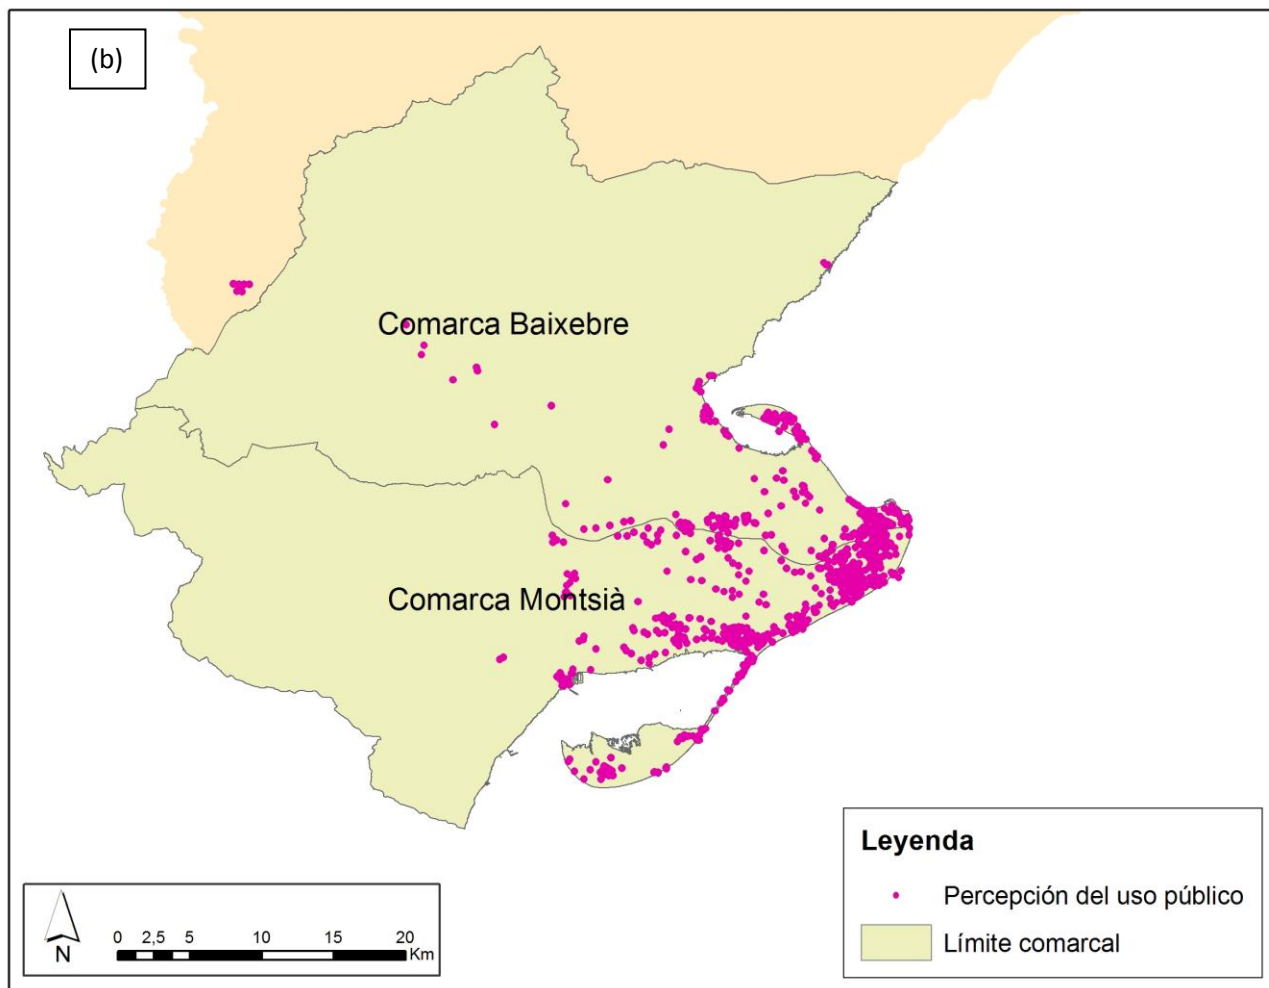 (b)
Comarca Baixebre
Comarca Montsià
Leyenda
Percepción del uso público
Límite comarcal
N
0 2,5 5 10 15 20
Km